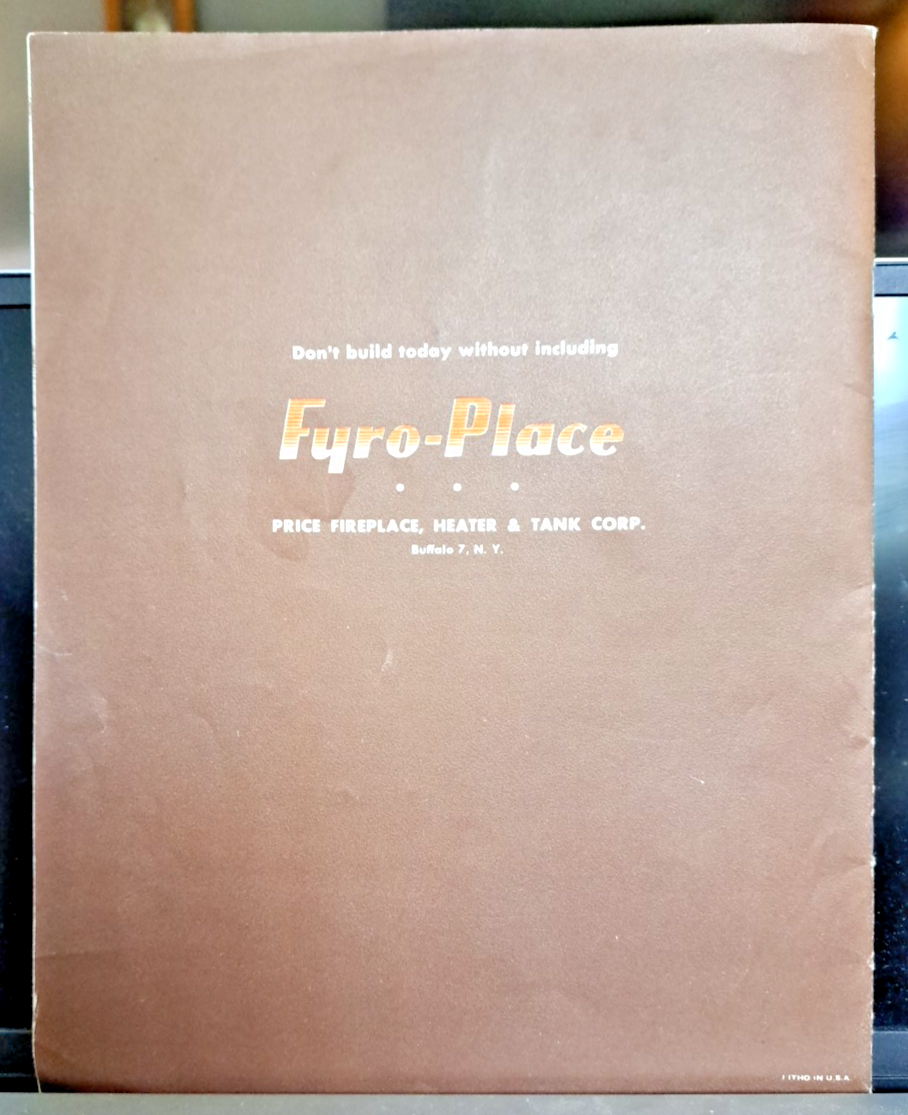 Don't build today without including
Fyro-Place
PRICE FIREPLACE, HEATER & TANK CORP.
Buffalo 7, N. Y.
LITHO IN U.S.A.